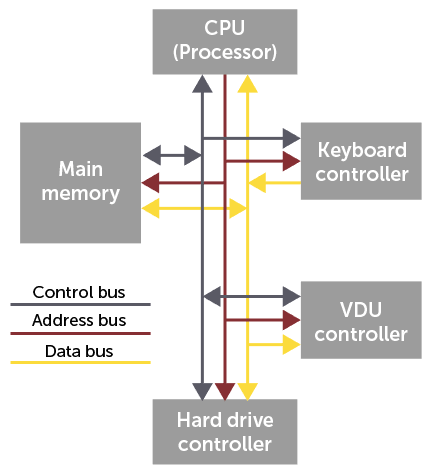 CPU
(Processor)
Main
memory
Keyboard
controller
Control bus
Address bus
Data bus
VDU
controller
Hard drive
controller